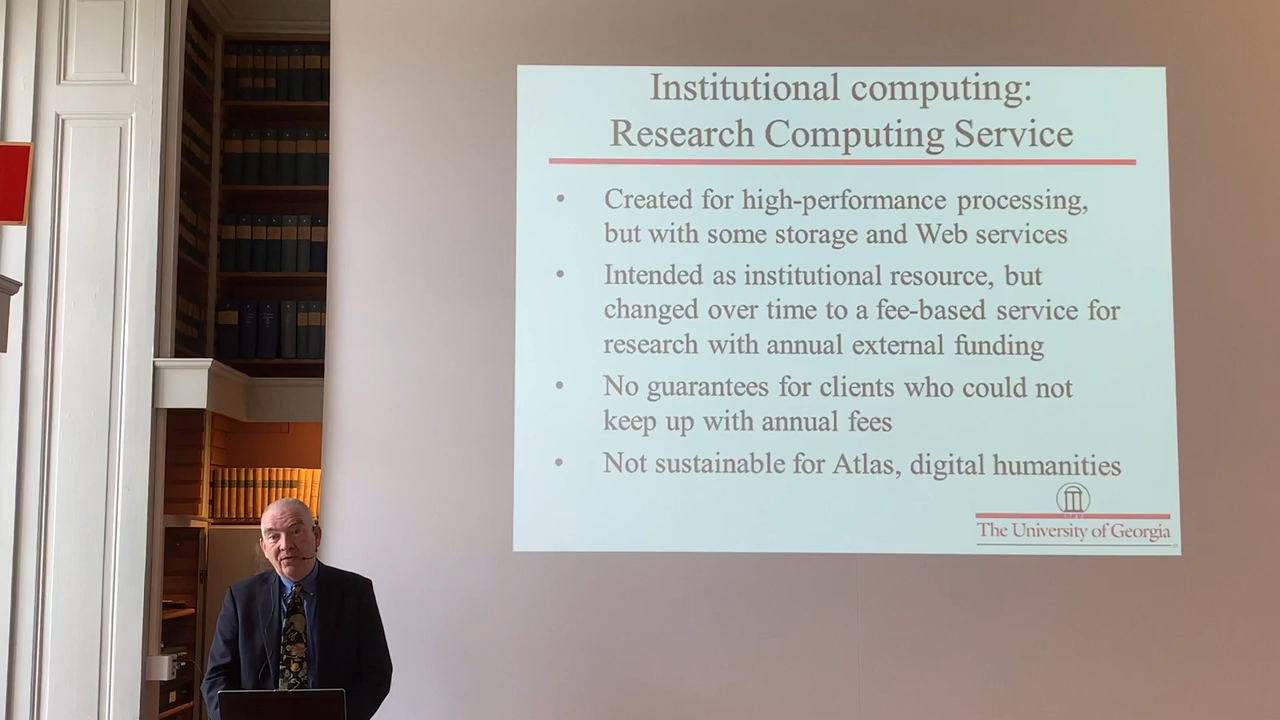 Institutional computing:
Research Computing Service
• Created for high-performance processing,
but with some storage and Web services
• Intended as institutional resource, but
changed over time to a fee-based service for
research with annual external funding
• No guarantees for clients who could not
keep up with annual fees
• Not sustainable for Atlas, digital humanities
The University of Georgia